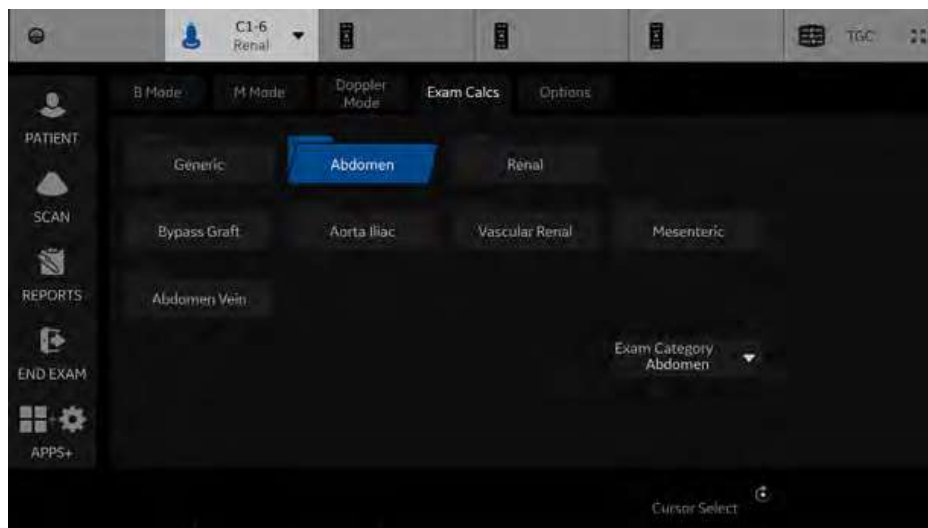 C1-6
Renal
TGC
PATIENT
SCAN
REPORTS
END EXAM
APPS+
B Mode
M Mode
Doppler
Mode
Exam Calcs
Options
Generic
Abdomen
Renal
Bypass Graft
Aorta Iliac
Vascular Renal
Mesenteric
Abdomen Vein
Exam Category
Abdomen
Cursor Select